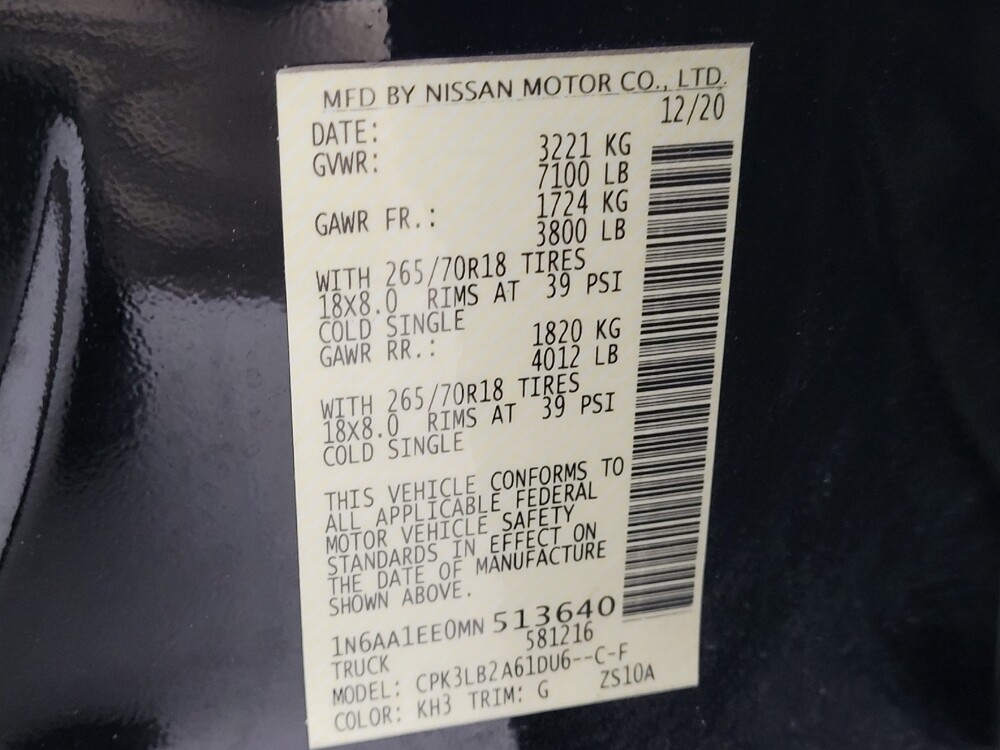 MFD BY NISSAN MOTOR CO., LTD.
DATE: 12/20
GVWR: 3221 KG
7100 LB
GAWR FR.: 1724 KG
3800 LB
WITH 265/70R18 TIRES
18X8.0 RIMS AT 39 PSI
COLD SINGLE
GAWR RR.: 1820 KG
4012 LB
WITH 265/70R18 TIRES
18X8.0 RIMS AT 39 PSI
COLD SINGLE
THIS VEHICLE CONFORMS TO
ALL APPLICABLE FEDERAL
MOTOR VEHICLE SAFETY
STANDARDS IN EFFECT ON
THE DATE OF MANUFACTURE
SHOWN ABOVE.
1N6AA1EE0MN 513640
TRUCK 581216
MODEL: CPK3LB2A61DU6--C-F
COLOR: KH3 TRIM: G ZS10A